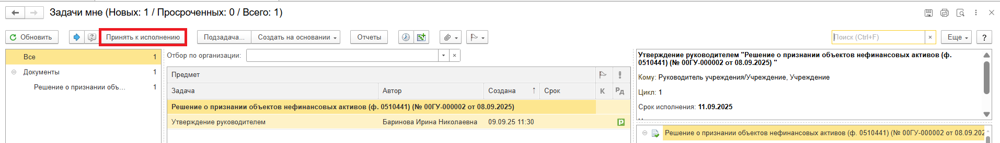 Задачи мне (Новых: 1 / Просроченных: 0 / Всего: 1)
Обновить
Принять к исполнению
Подзадача...
Создать на основании
Отчеты
Поиск (Ctrl+F)
×
Еще
?
Все 1
Документы 1
Решение о признании объ... 1
Отбор по организации:
×
Предмет
Задача Автор Создана ↑ Срок К Рд
Решение о признании объектов нефинансовых активов (ф. 0510441) (№ 00ГУ-000002 от 08.09.2025)
Утверждение руководителем Баринова Ирина Николаевна 09.09.25 11:30 Р
Утверждение руководителем "Решение о признании объектов нефинансовых активов (ф.
0510441) (№ 00ГУ-000002 от 08.09.2025) "
Кому: Руководитель учреждения/Учреждение, Учреждение
Цикл: 1
Срок исполнения: 11.09.2025
Решение о признании объектов нефинансовых активов (ф. 0510441) (№ 00ГУ-000002 от 08.09.202